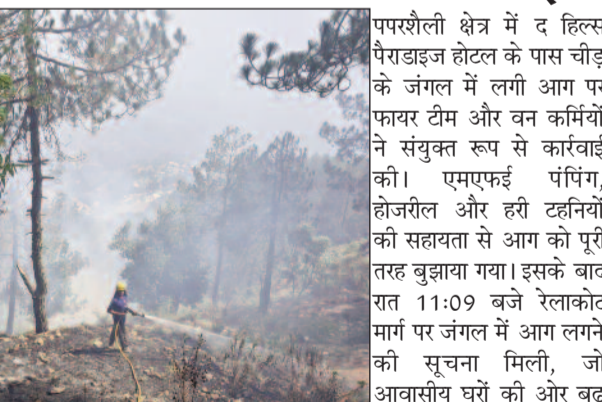 पपरशैली क्षेत्र में द हिल्स
पैराडाइज होटल के पास चीड़
के जंगल में लगी आग पर
फायर टीम और वन कर्मियों
ने संयुक्त रूप से कार्रवाई
की। एमएफई पंपिंग,
होजरील और हरी टहनियों
की सहायता से आग को पूरी
तरह बुझाया गया। इसके बाद
रात 11:09 बजे रेलाकोट
मार्ग पर जंगल में आग लगने
की सूचना मिली, जो
आवासीय घरों की ओर बढ़